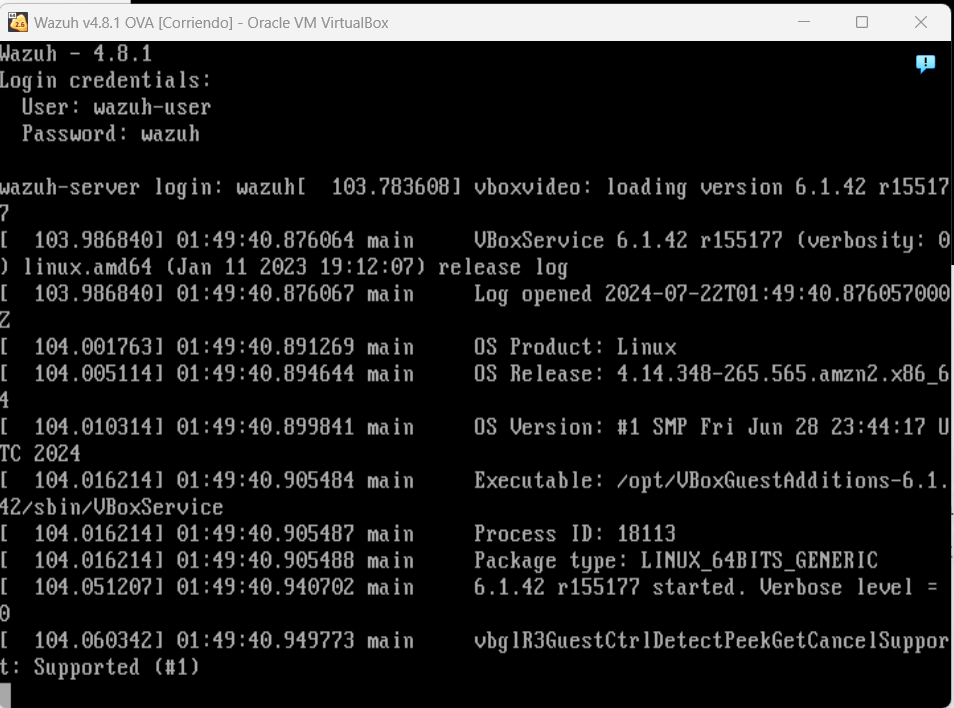 Wazuh v4.8.1 OVA [Corriendo] - Oracle VM VirtualBox
Wazuh - 4.8.1
Login credentials:
  User: wazuh-user
  Password: wazuh
wazuh-server login: wazuh[  103.783608] vboxvideo: loading version 6.1.42 r15517
7
[  103.986840] 01:49:40.876064 main     VBoxService 6.1.42 r155177 (verbosity: 0
) linux.amd64 (Jan 11 2023 19:12:07) release log
[  103.986840] 01:49:40.876067 main     Log opened 2024-07-22T01:49:40.876057000
Z
[  104.001763] 01:49:40.891269 main     OS Product: Linux
[  104.005114] 01:49:40.894644 main     OS Release: 4.14.348-265.565.amzn2.x86_6
4
[  104.010314] 01:49:40.899841 main     OS Version: #1 SMP Fri Jun 28 23:44:17 U
TC 2024
[  104.016214] 01:49:40.905484 main     Executable: /opt/VBoxGuestAdditions-6.1.
42/sbin/VBoxService
[  104.016214] 01:49:40.905487 main     Process ID: 18113
[  104.016214] 01:49:40.905488 main     Package type: LINUX_64BITS_GENERIC
[  104.051207] 01:49:40.940702 main     6.1.42 r155177 started. Verbose level =
0
[  104.060342] 01:49:40.949773 main     vbglR3GuestCtrlDetectPeekGetCancelSuppor
t: Supported (#1)